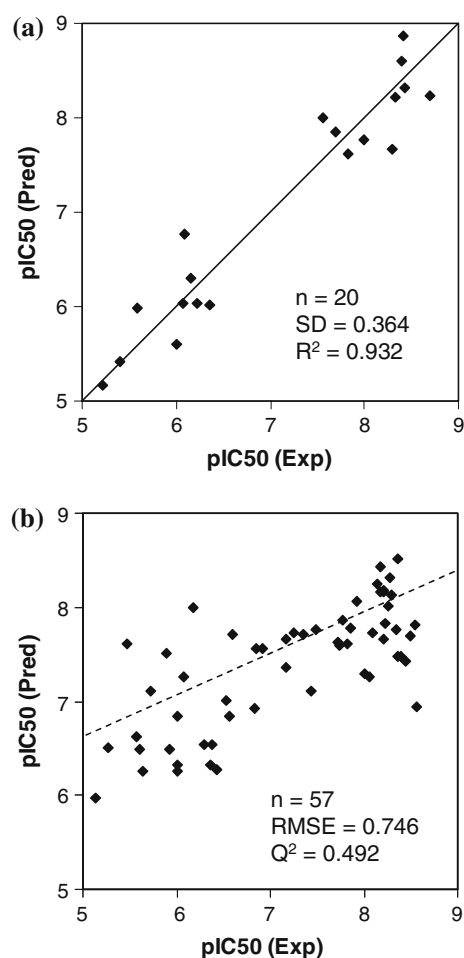 (a)
9
8
7
6
5
pIC50 (Pred)
n = 20
SD = 0.364
R² = 0.932
5 6 7 8 9
pIC50 (Exp)
(b)
9
8
7
6
5
pIC50 (Pred)
n = 57
RMSE = 0.746
Q² = 0.492
5 6 7 8 9
pIC50 (Exp)